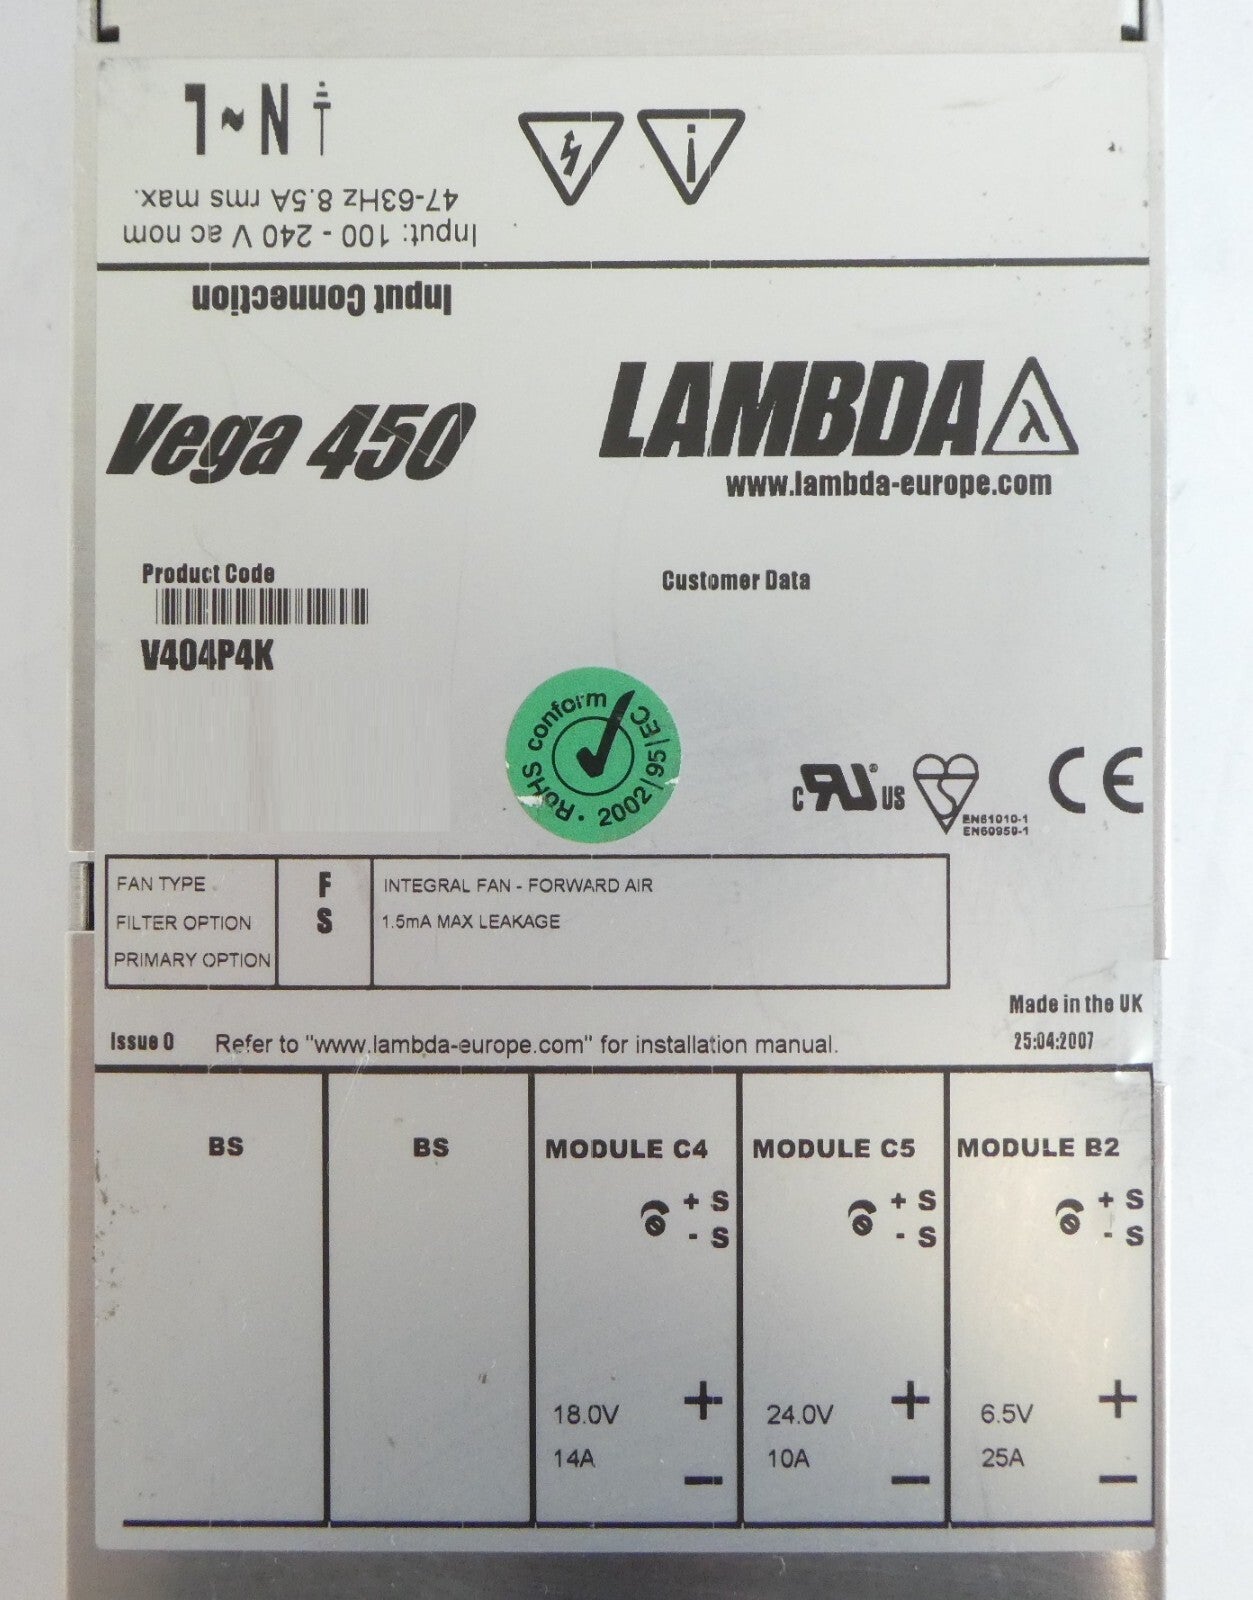 L ~ N
47-63Hz 8.5A rms max.
Input: 100 - 240 V ac nom
Input Connection
Vega 450
LAMBDA λ
www.lambda-europe.com
Product Code
Customer Data
V404P4K
RoHS conform 2002/95/EC
C RU ® US
EN61010-1
EN60950-1
CE
FAN TYPE F INTEGRAL FAN - FORWARD AIR
FILTER OPTION S 1.5mA MAX LEAKAGE
PRIMARY OPTION
Made in the UK
Issue 0 Refer to "www.lambda-europe.com" for installation manual.
25:04:2007
BS
BS
MODULE C4
+ S
- S
18.0V +
14A -
MODULE C5
+ S
- S
24.0V +
10A -
MODULE B2
+ S
- S
6.5V +
25A -